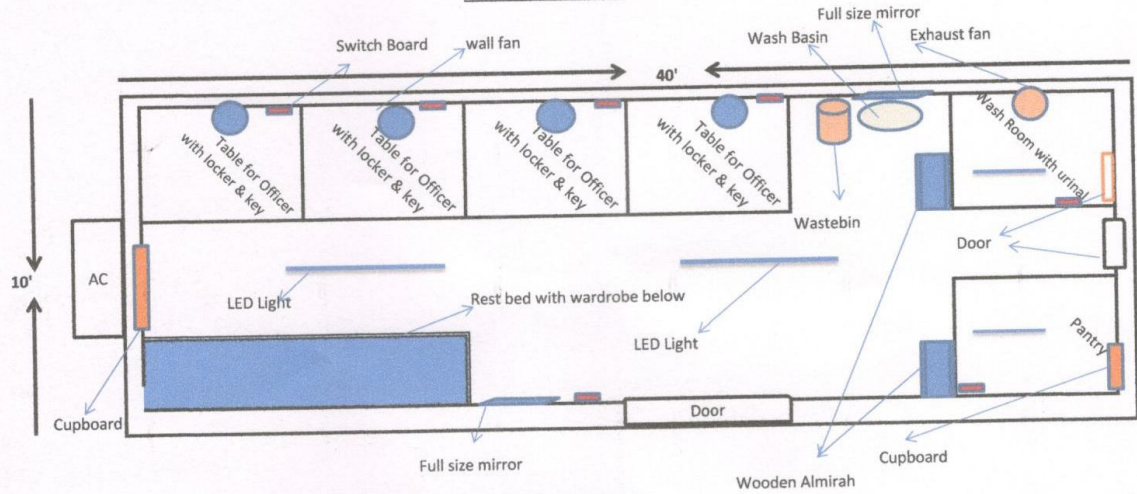 Full size mirror
Switch Board
wall fan
Wash Basin
Exhaust fan
40'
Table for Officer
with locker & key
Table for Officer
with locker & key
Table for Officer
with locker & key
Table for Officer
with locker & key
Wash Room with urinal
Wastebin
Door
10'
AC
LED Light
Rest bed with wardrobe below
LED Light
Pantry
Door
Cupboard
Full size mirror
Cupboard
Wooden Almirah